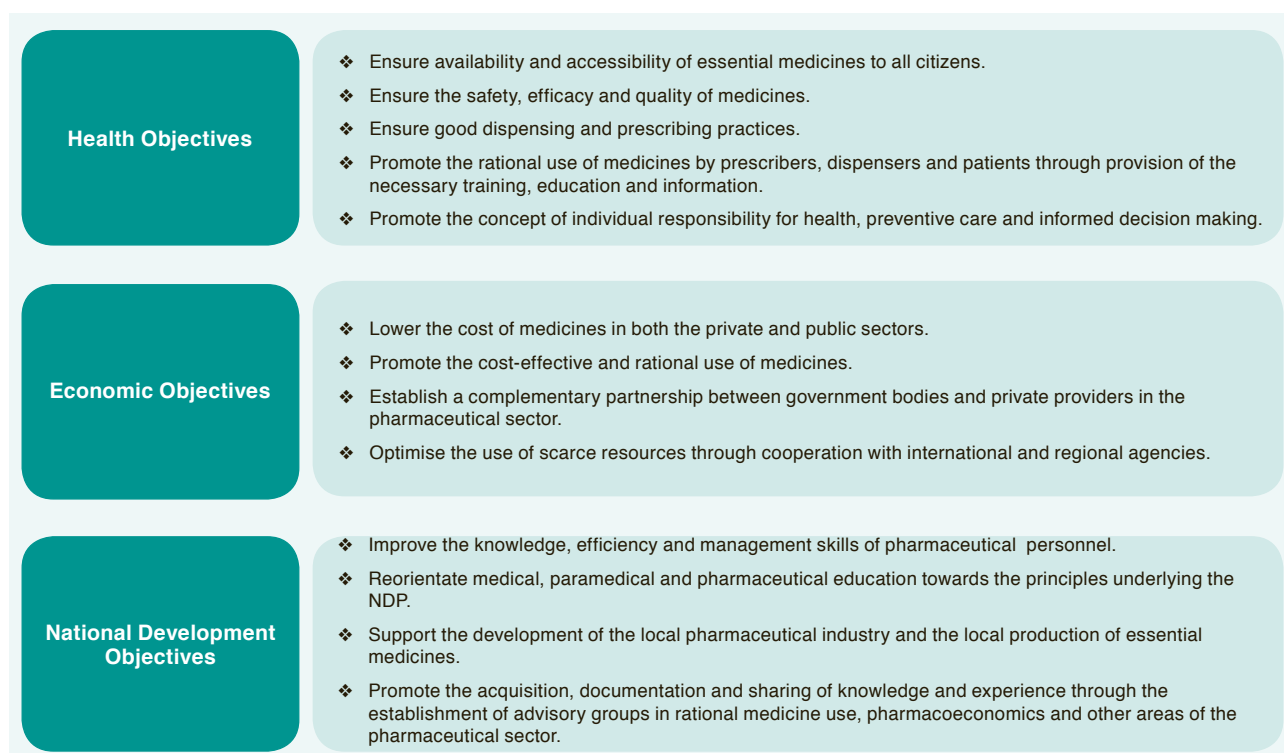 Health Objectives
❖ Ensure availability and accessibility of essential medicines to all citizens.
❖ Ensure the safety, efficacy and quality of medicines.
❖ Ensure good dispensing and prescribing practices.
❖ Promote the rational use of medicines by prescribers, dispensers and patients through provision of the
necessary training, education and information.
❖ Promote the concept of individual responsibility for health, preventive care and informed decision making.
Economic Objectives
❖ Lower the cost of medicines in both the private and public sectors.
❖ Promote the cost-effective and rational use of medicines.
❖ Establish a complementary partnership between government bodies and private providers in the
pharmaceutical sector.
❖ Optimise the use of scarce resources through cooperation with international and regional agencies.
National Development
Objectives
❖ Improve the knowledge, efficiency and management skills of pharmaceutical personnel.
❖ Reorientate medical, paramedical and pharmaceutical education towards the principles underlying the
NDP.
❖ Support the development of the local pharmaceutical industry and the local production of essential
medicines.
❖ Promote the acquisition, documentation and sharing of knowledge and experience through the
establishment of advisory groups in rational medicine use, pharmacoeconomics and other areas of the
pharmaceutical sector.